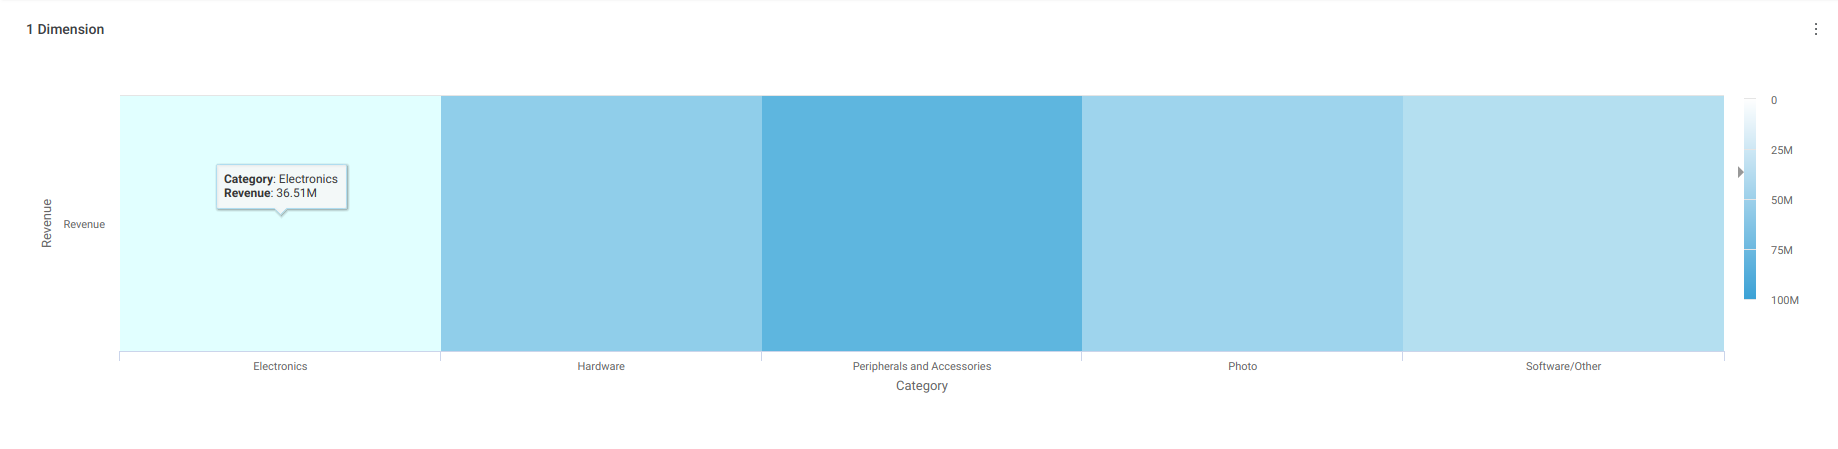 1 Dimension
Category: Electronics
Revenue: 36.51M
Revenue
Revenue
0
25M
50M
75M
100M
Electronics
Hardware
Peripherals and Accessories
Photo
Software/Other
Category